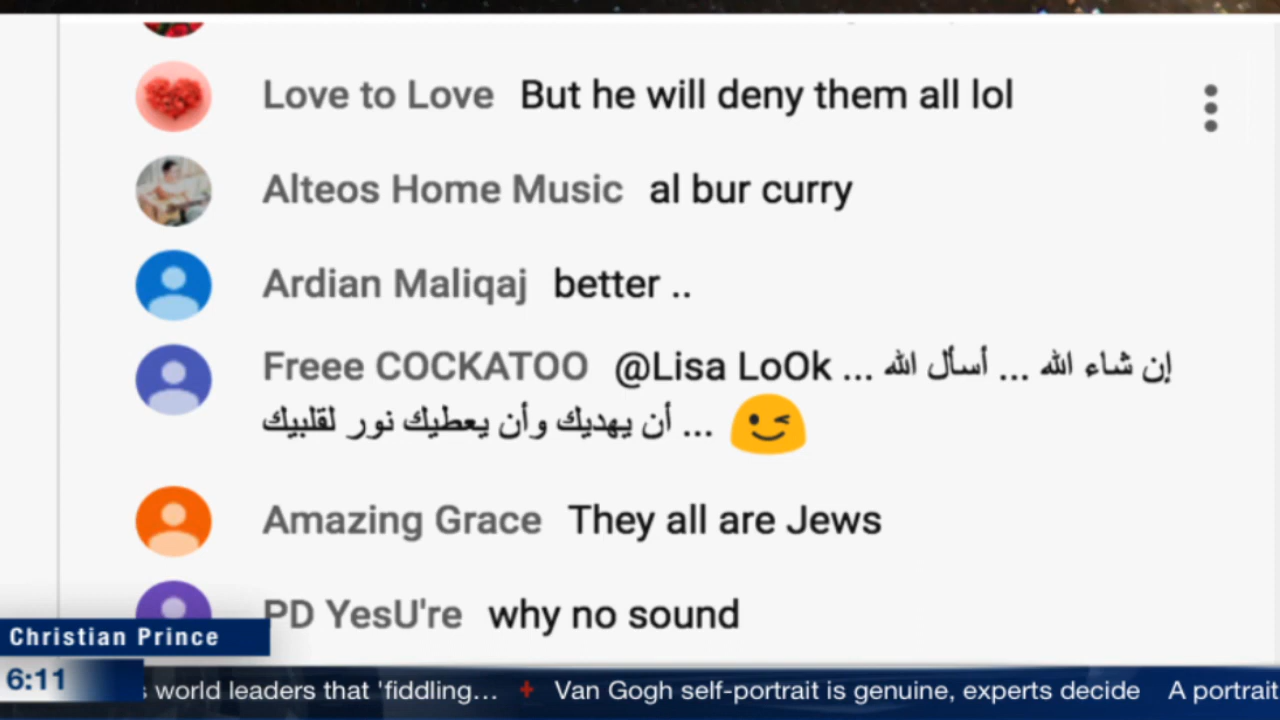 Love to Love But he will deny them all lol
Alteos Home Music al bur curry
Ardian Maliqaj better ..
Freee COCKATOO @Lisa LoOk ... إن شاء الله ... أسأل الله
أن يهديك وأن يعطيك نور لقلبيك ...
Amazing Grace They all are Jews
PD YesU're why no sound
Christian Prince
6:11
s world leaders that 'fiddling... Van Gogh self-portrait is genuine, experts decide A portrait